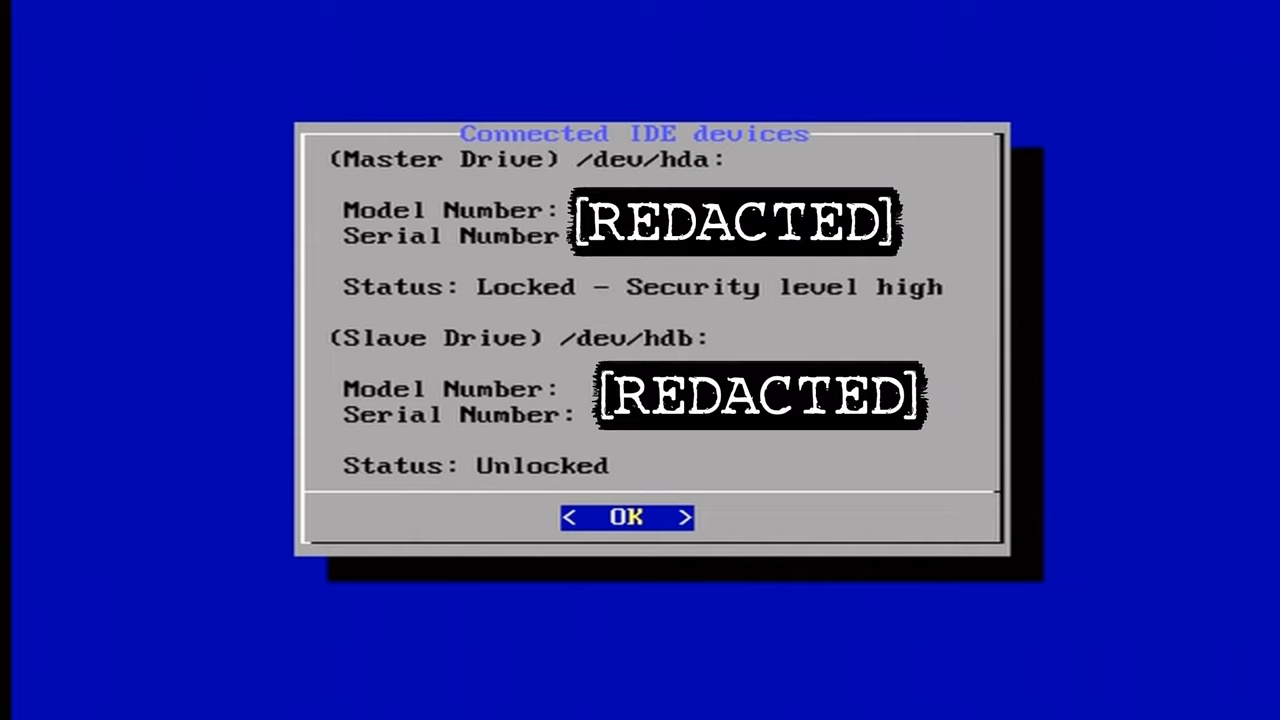 Connected IDE devices
(Master Drive) /dev/hda:
Model Number: [REDACTED]
Serial Number
Status: Locked - Security level high
(Slave Drive) /dev/hdb:
Model Number: [REDACTED]
Serial Number:
Status: Unlocked
< OK >